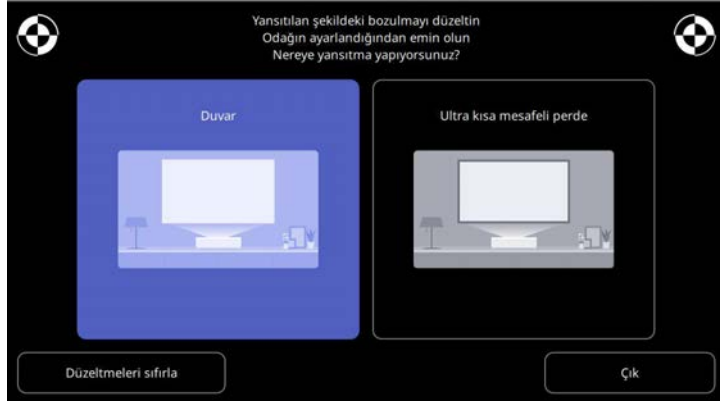 Yansıtılan şekildeki bozulmayı düzeltin
Odağın ayarlandığından emin olun
Nereye yansıtma yapıyorsunuz?
Duvar
Ultra kısa mesafeli perde
Düzeltmeleri sıfırla
Çık